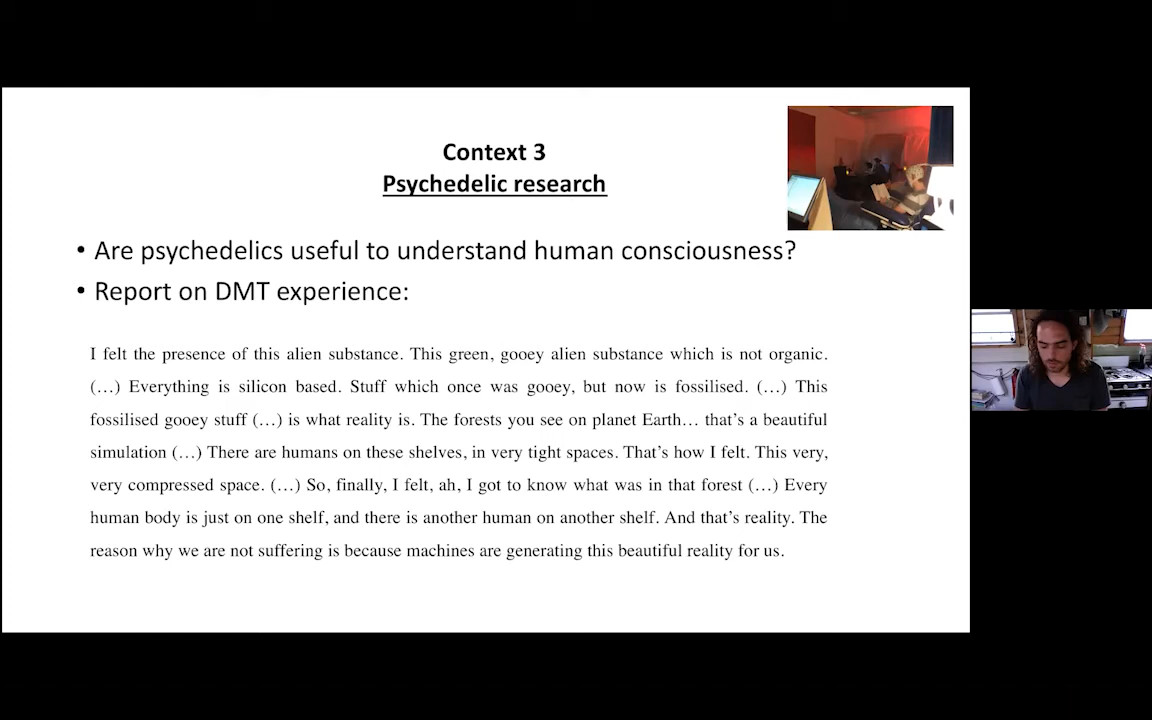 Context 3
Psychedelic research
• Are psychedelics useful to understand human consciousness?
• Report on DMT experience:
I felt the presence of this alien substance. This green, gooey alien substance which is not organic.
(…) Everything is silicon based. Stuff which once was gooey, but now is fossilised. (…) This
fossilised gooey stuff (…) is what reality is. The forests you see on planet Earth… that’s a beautiful
simulation (…) There are humans on these shelves, in very tight spaces. That’s how I felt. This very,
very compressed space. (…) So, finally, I felt, ah, I got to know what was in that forest (…) Every
human body is just on one shelf, and there is another human on another shelf. And that’s reality. The
reason why we are not suffering is because machines are generating this beautiful reality for us.